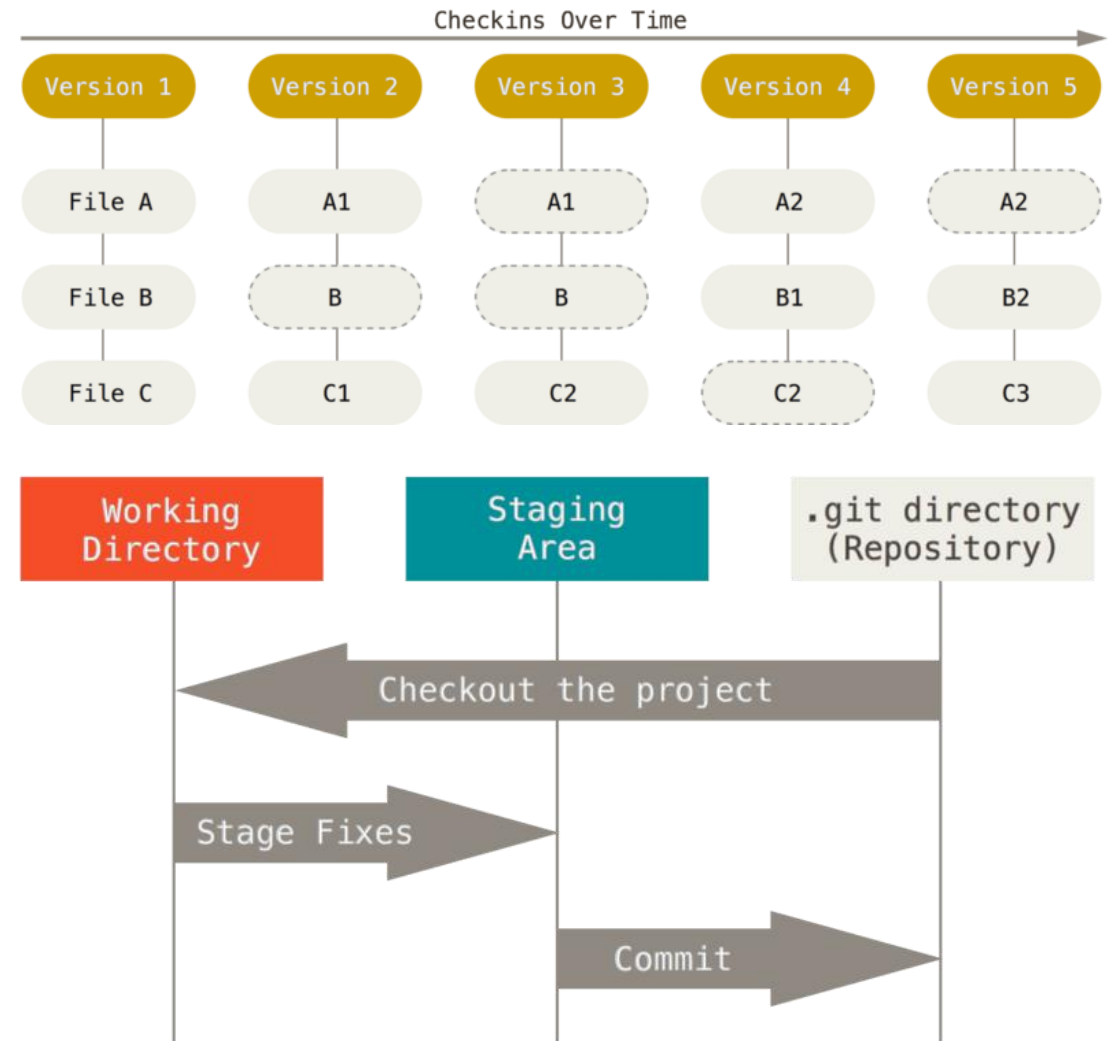 Checkins Over Time
Version 1 Version 2 Version 3 Version 4 Version 5
File A A1 A1 A2 A2
File B B B B1 B2
File C C1 C2 C2 C3
Working Directory
Staging Area
.git directory
(Repository)
Checkout the project
Stage Fixes
Commit